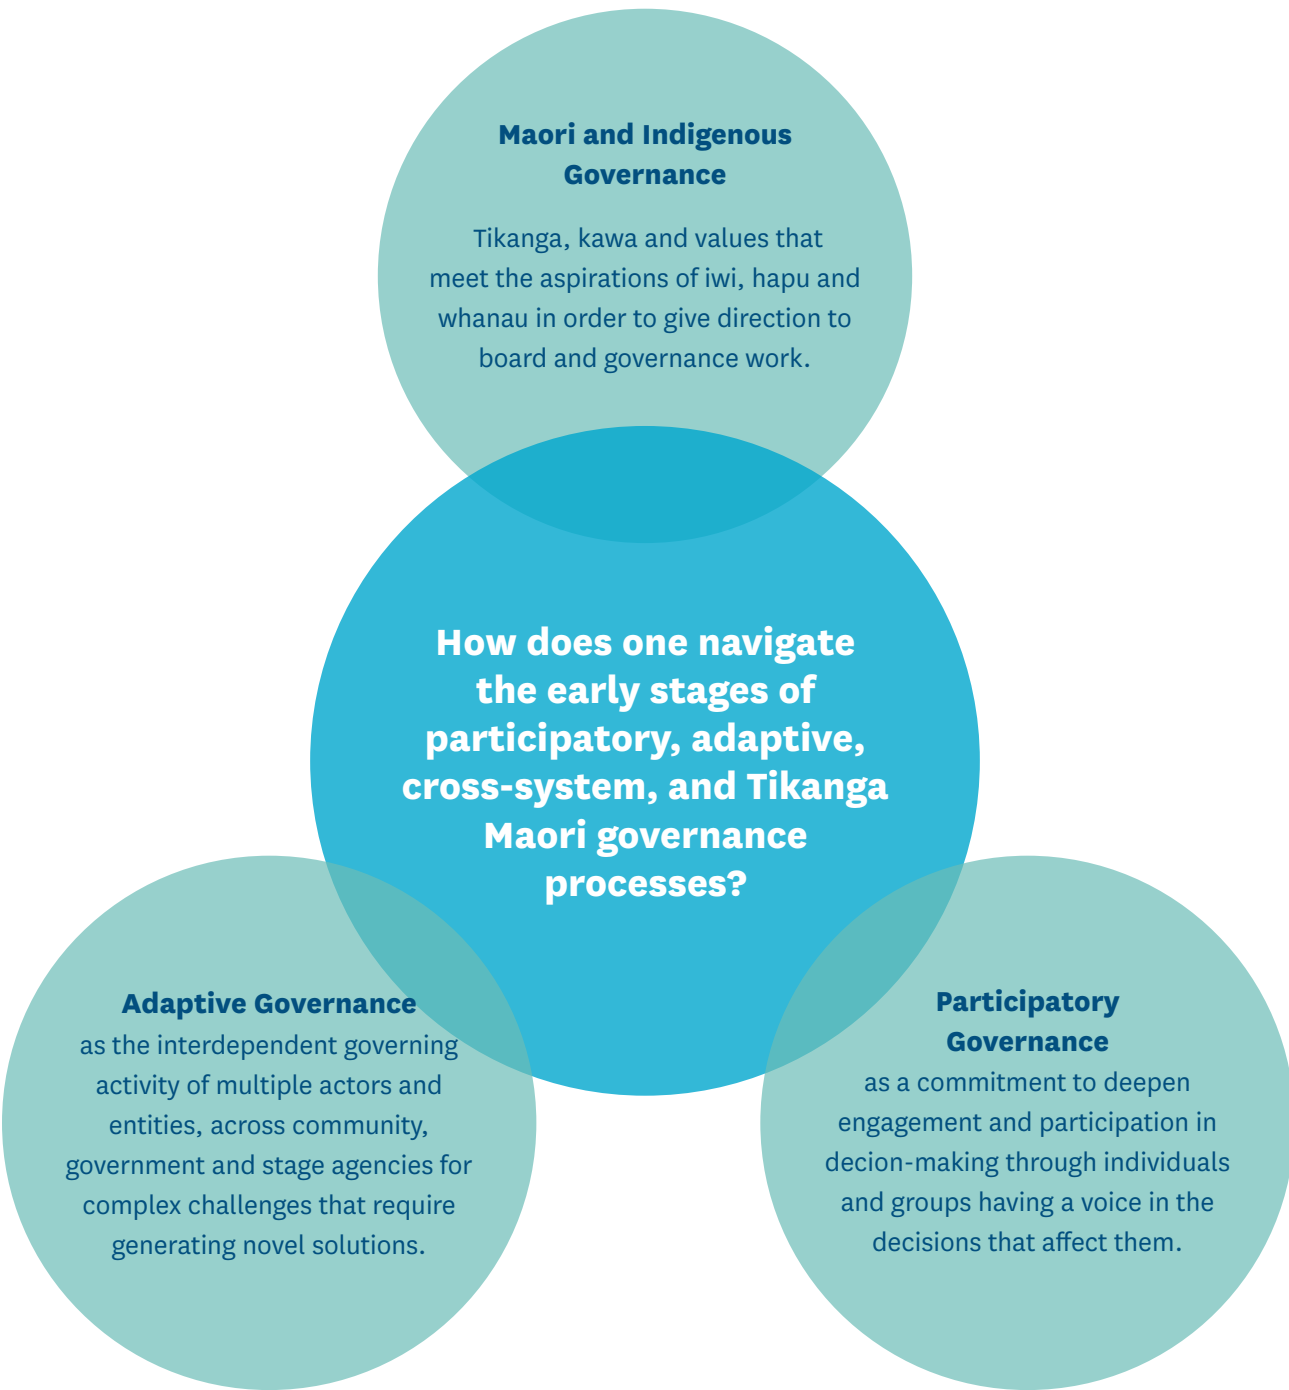 Maori and Indigenous
Governance
Tikanga, kawa and values that
meet the aspirations of iwi, hapu and
whanau in order to give direction to
board and governance work.
How does one navigate
the early stages of
participatory, adaptive,
cross-system, and Tikanga
Maori governance
processes?
Adaptive Governance
as the interdependent governing
activity of multiple actors and
entities, across community,
government and stage agencies for
complex challenges that require
generating novel solutions.
Participatory
Governance
as a commitment to deepen
engagement and participation in
decion-making through individuals
and groups having a voice in the
decisions that affect them.